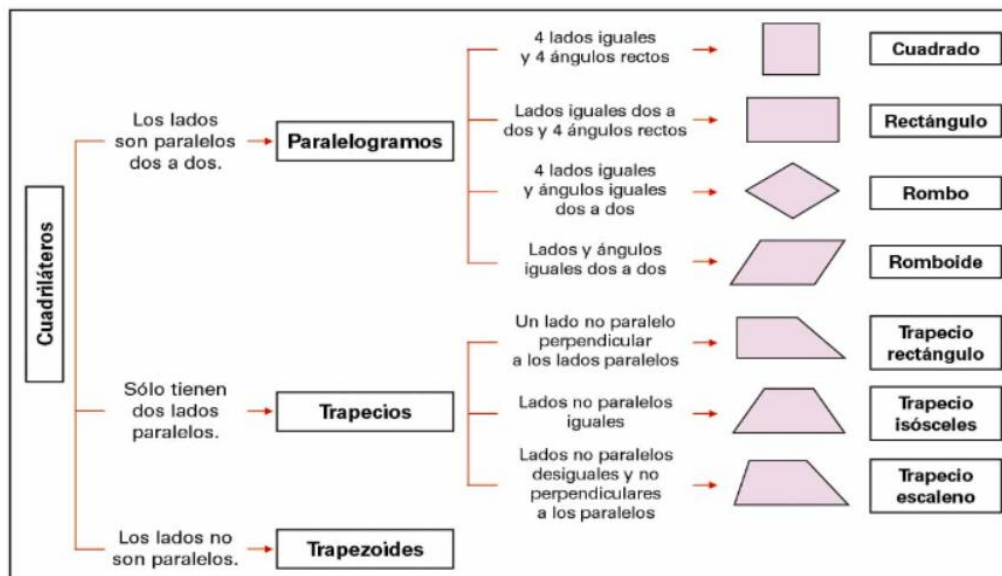 Cuadriláteros
Los lados
son paralelos
dos a dos.
Paralelogramos
4 lados iguales
y 4 ángulos rectos
Cuadrado
Lados iguales dos a
dos y 4 ángulos rectos
Rectángulo
4 lados iguales
y ángulos iguales
dos a dos
Rombo
Lados y ángulos
iguales dos a dos
Romboide
Sólo tienen
dos lados
paralelos.
Trapecios
Un lado no paralelo
perpendicular
a los lados paralelos
Trapecio
rectángulo
Lados no paralelos
iguales
Trapecio
isósceles
Lados no paralelos
desiguales y no
perpendiculares
a los paralelos
Trapecio
escaleno
Los lados no
son paralelos.
Trapezoides